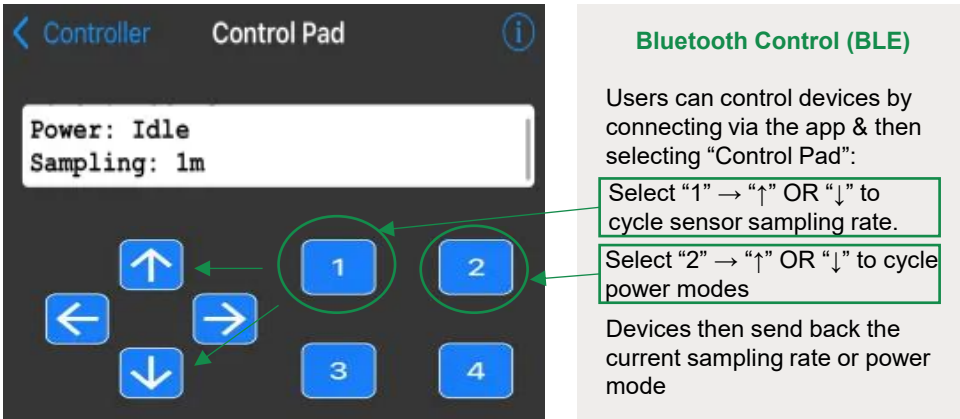 Controller
Control Pad
Power: Idle
Sampling: 1m
1
2
3
4
Bluetooth Control (BLE)
Users can control devices by
connecting via the app & then
selecting “Control Pad”:
Select “1” → “↑” OR “↓” to
cycle sensor sampling rate.
Select “2” → “↑” OR “↓” to cycle
power modes
Devices then send back the
current sampling rate or power
mode